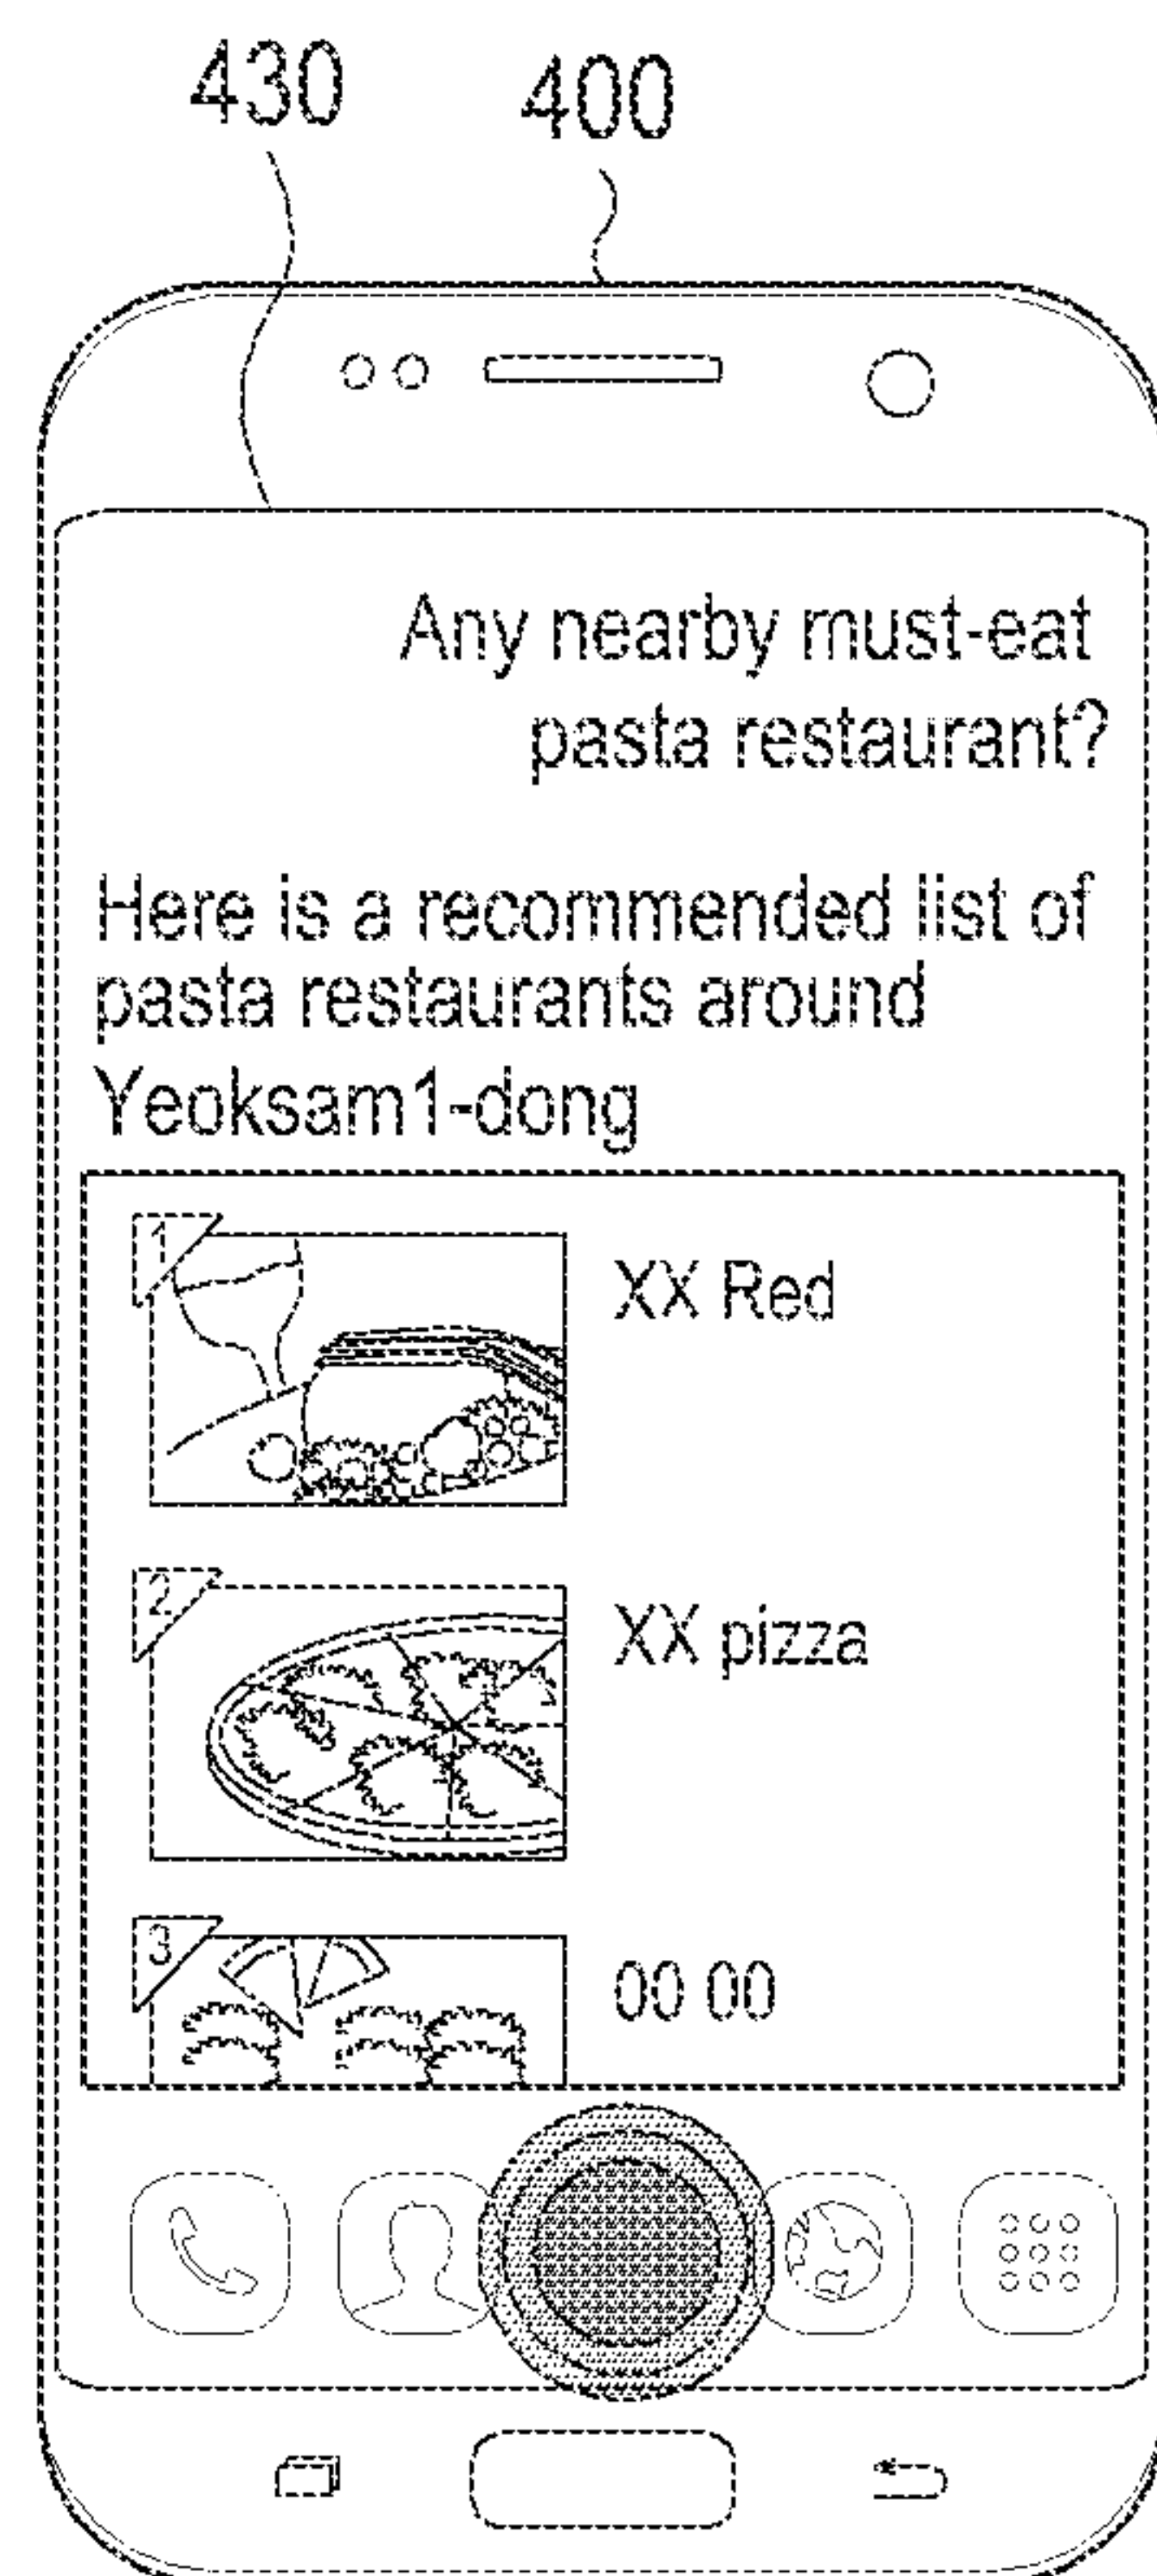 430 400
Any nearby must-eat
pasta restaurant?
Here is a recommended list of
pasta restaurants around
Yeoksam1-dong
1
XX Red
2
XX pizza
3
00 00